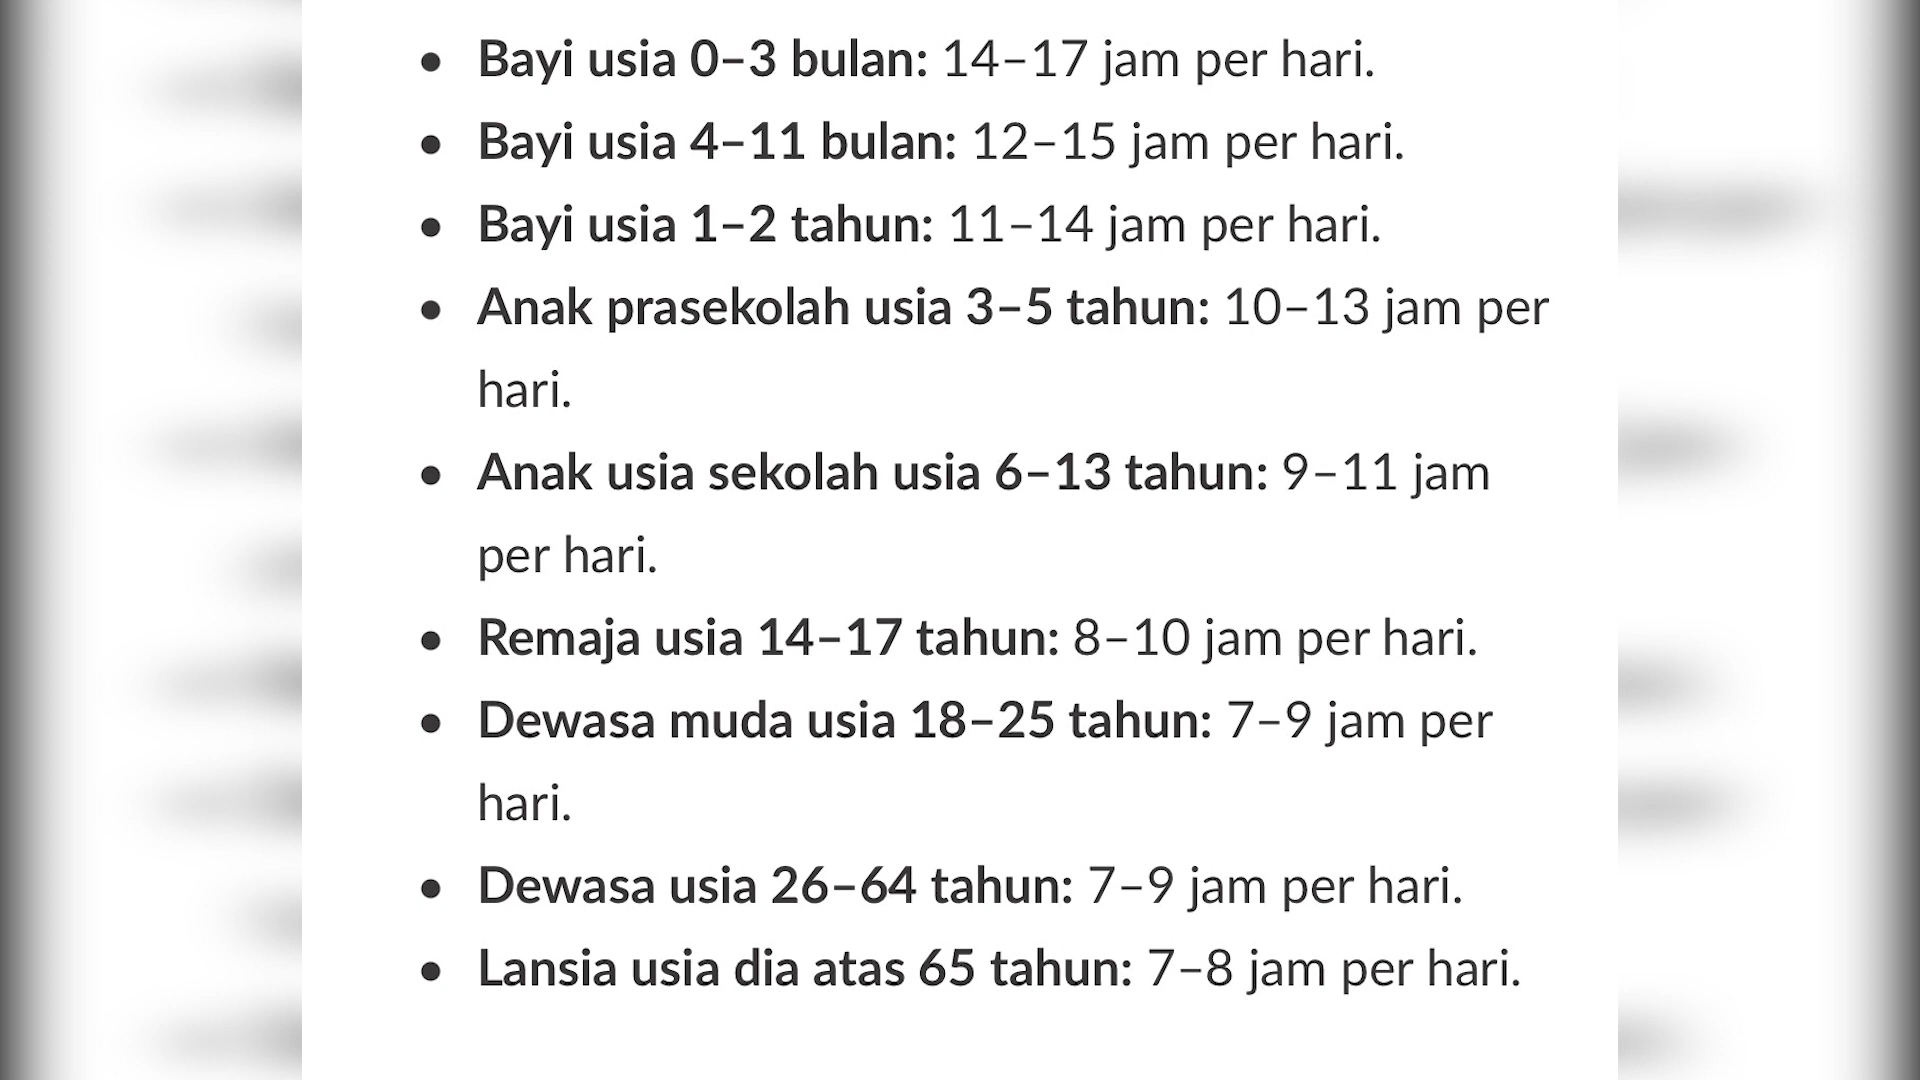 • Bayi usia 0–3 bulan: 14–17 jam per hari.
• Bayi usia 4–11 bulan: 12–15 jam per hari.
• Bayi usia 1–2 tahun: 11–14 jam per hari.
• Anak prasekolah usia 3–5 tahun: 10–13 jam per
hari.
• Anak usia sekolah usia 6–13 tahun: 9–11 jam
per hari.
• Remaja usia 14–17 tahun: 8–10 jam per hari.
• Dewasa muda usia 18–25 tahun: 7–9 jam per
hari.
• Dewasa usia 26–64 tahun: 7–9 jam per hari.
• Lansia usia dia atas 65 tahun: 7–8 jam per hari.